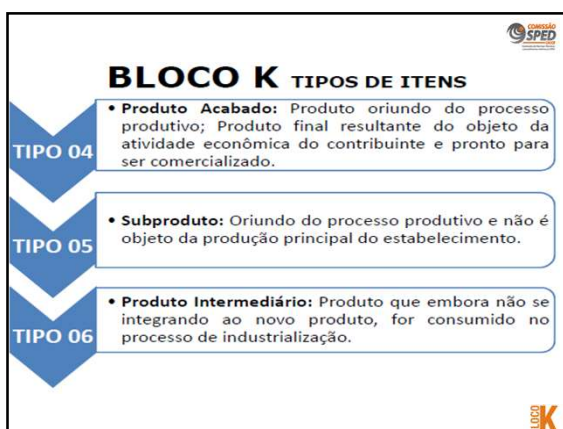 COMISSÃO
SPED
BLOCO K TIPOS DE ITENS
TIPO 04
• Produto Acabado: Produto oriundo do processo
produtivo; Produto final resultante do objeto da
atividade econômica do contribuinte e pronto para
ser comercializado.
TIPO 05
• Subproduto: Oriundo do processo produtivo e não é
objeto da produção principal do estabelecimento.
TIPO 06
• Produto Intermediário: Produto que embora não se
integrando ao novo produto, for consumido no
processo de industrialização.
BLOCO K